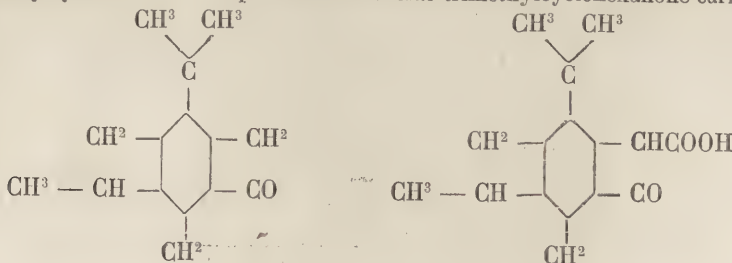 CH³ CH³ CH³ CH³
C C
CH² — — CH² CH² — — CHCOOH
CH³ — CH — — CO CH³ — CH — — CO
CH² CH²